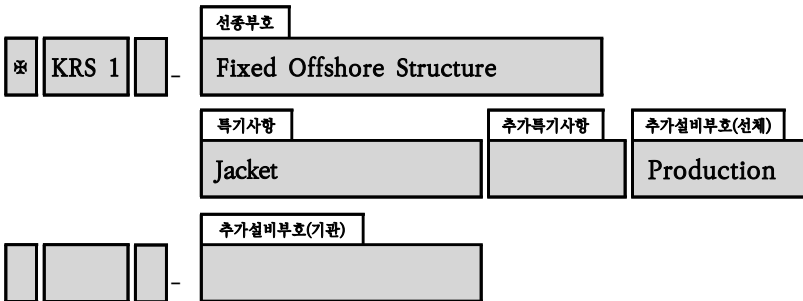 선종부호
✠ KRS 1 - Fixed Offshore Structure
특기사항 추가특기사항 추가설비부호(선체)
Jacket Production
추가설비부호(기관)
-